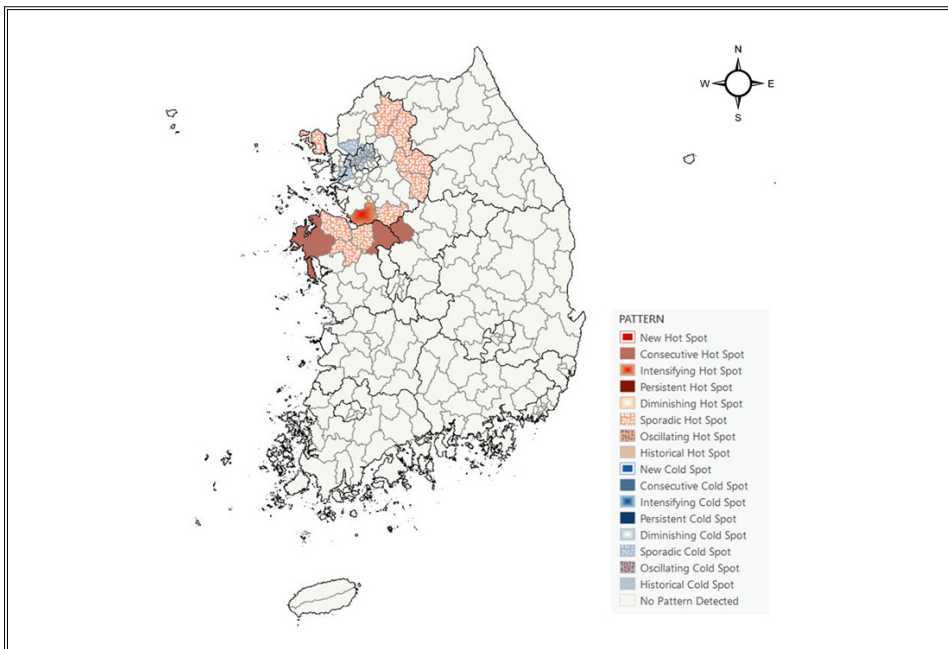 N
W E
S
PATTERN
New Hot Spot
Consecutive Hot Spot
Intensifying Hot Spot
Persistent Hot Spot
Diminishing Hot Spot
Sporadic Hot Spot
Oscillating Hot Spot
Historical Hot Spot
New Cold Spot
Consecutive Cold Spot
Intensifying Cold Spot
Persistent Cold Spot
Diminishing Cold Spot
Sporadic Cold Spot
Oscillating Cold Spot
Historical Cold Spot
No Pattern Detected